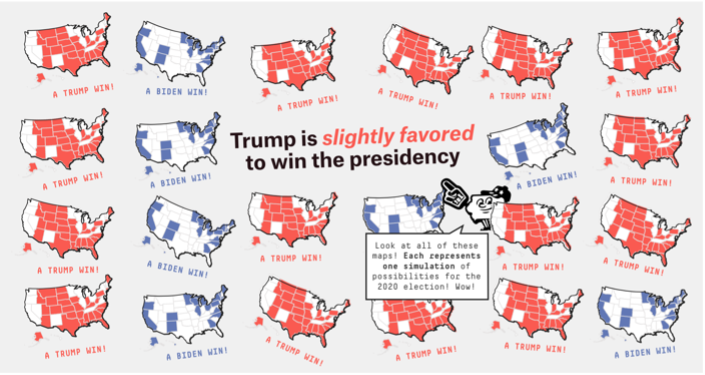 A TRUMP WIN!
A BIDEN WIN!
A TRUMP WIN!
A TRUMP WIN!
A TRUMP WIN!
A TRUMP WIN!
Trump is slightly favored
to win the presidency
A TRUMP WIN!
A BIDEN WIN!
A BIDEN WIN!
A TRUMP WIN!
Look at all of these
maps! Each represents
one simulation of
possibilities for the
2020 election! Wow!
A TRUMP WIN!
A BIDEN WIN!
A TRUMP WIN!
A TRUMP WIN!
A TRUMP WIN!
A TRUMP WIN!
A BIDEN WIN!
A TRUMP WIN!
A TRUMP WIN!
A TRUMP WIN!
A BIDEN WIN!